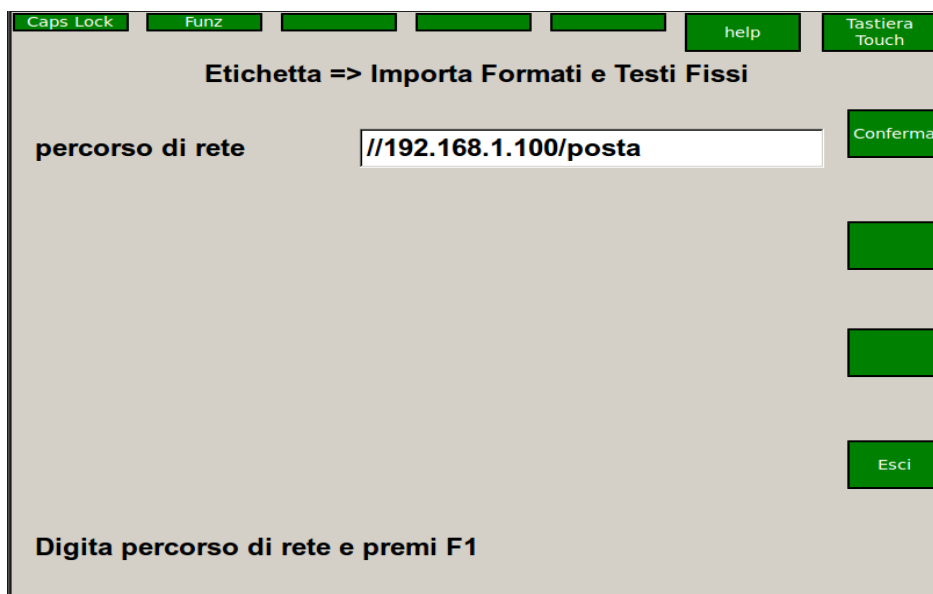 Caps Lock
Funz
help
Tastiera
Touch
Etichetta => Importa Formati e Testi Fissi
percorso di rete
//192.168.1.100/posta
Conferma
Esci
Digita percorso di rete e premi F1